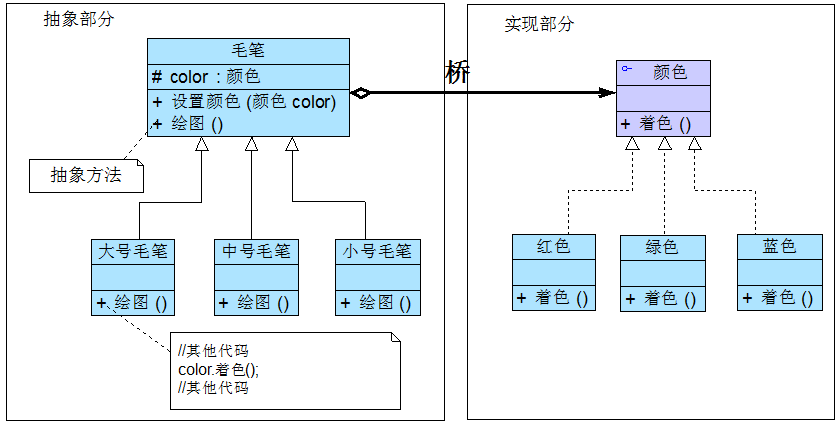 抽象部分
毛笔
# color : 颜色
+ 设置颜色 (颜色 color)
+ 绘图 ()
抽象方法
大号毛笔
+ 绘图 ()
中号毛笔
+ 绘图 ()
小号毛笔
+ 绘图 ()
//其他代码
color.着色();
//其他代码
桥
实现部分
颜色
+ 着色 ()
红色
+ 着色 ()
绿色
+ 着色 ()
蓝色
+ 着色 ()